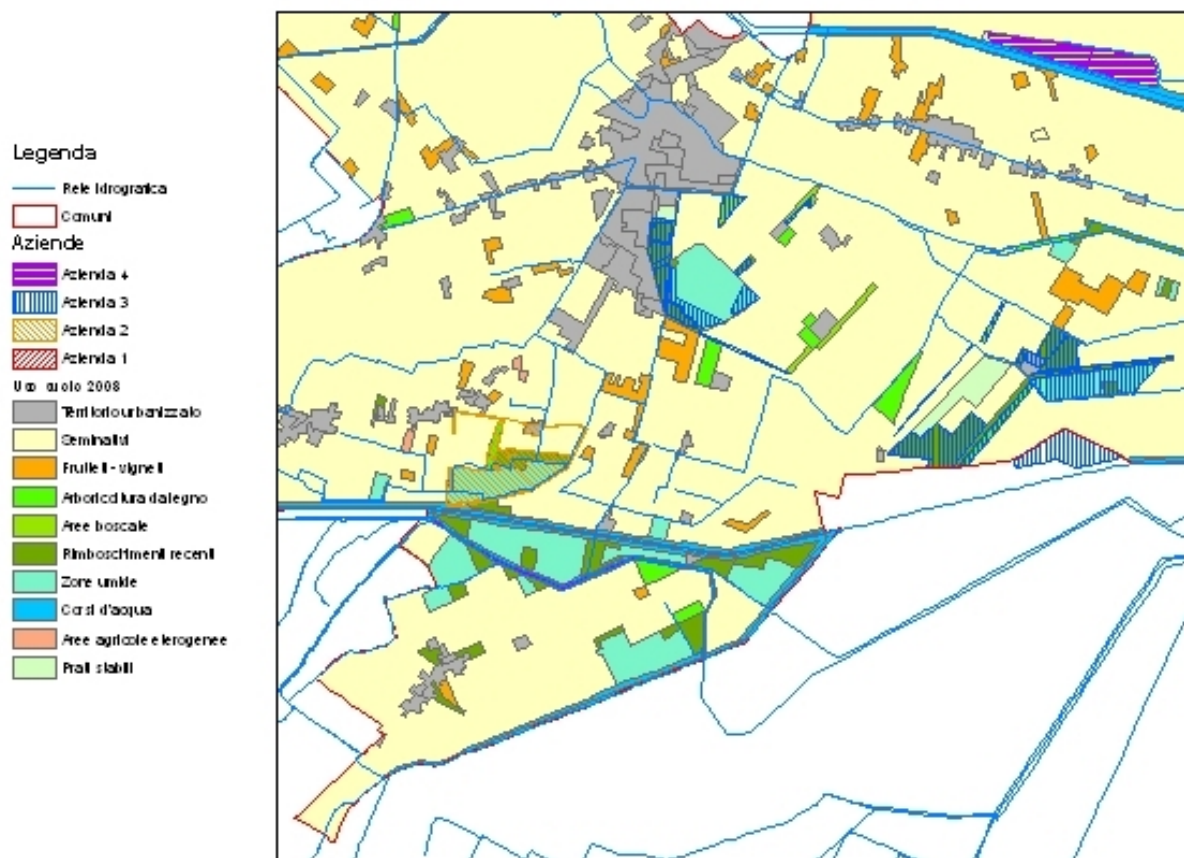 Legenda
Rete Idrografica
Comuni
Aziende
Azienda 4
Azienda 3
Azienda 2
Azienda 1
Uso suolo 2008
Territorio urbanizzato
Seminativi
Frutteti - vigneti
Arboricoltura da legno
Aree boscate
Rimboschimenti recenti
Zone umide
Corsi d'acqua
Aree agricole eterogenee
Prati stabili